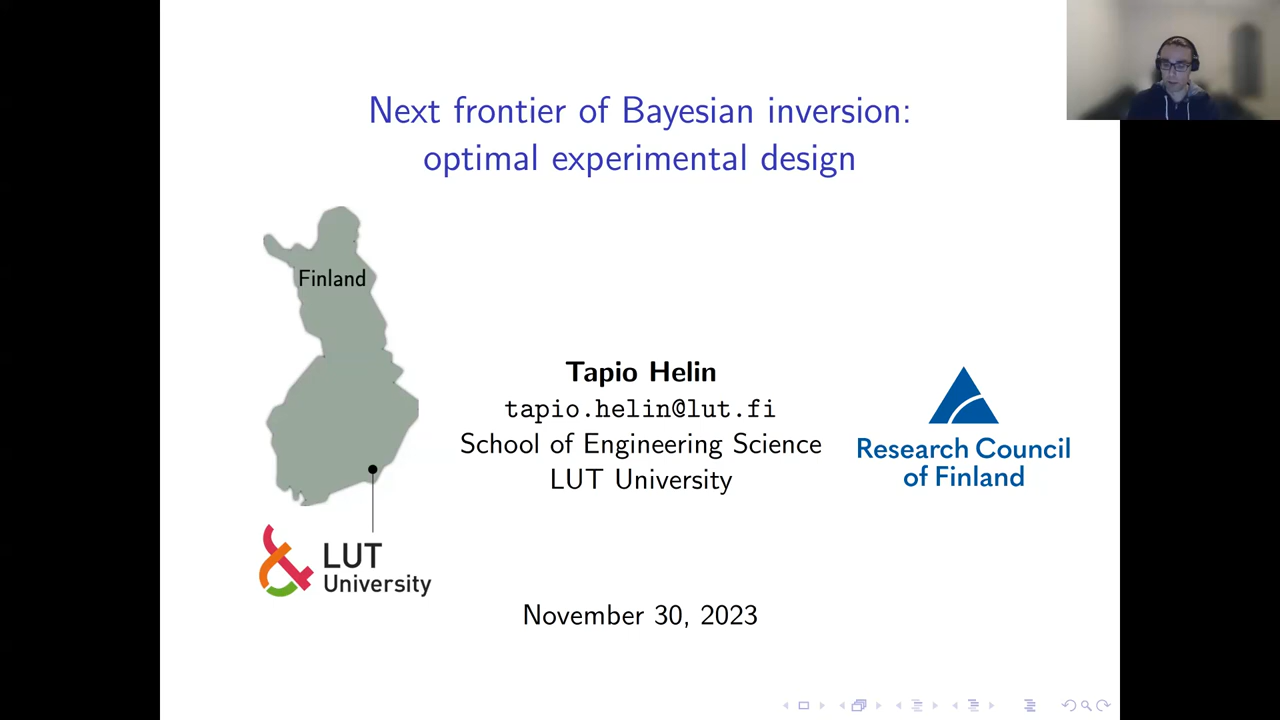 Next frontier of Bayesian inversion:
optimal experimental design
Finland
Tapio Helin
tapio.helin@lut.fi
School of Engineering Science
LUT University
Research Council
of Finland
LUT
University
November 30, 2023